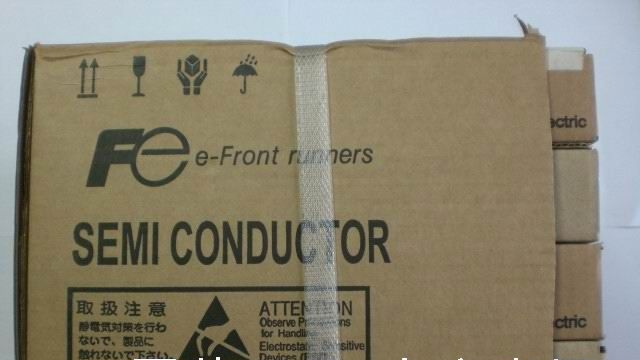 Fe e-Front runners
SEMI CONDUCTOR
取扱注意
静電気対策を行わ
ないで、製品に
触れないで下さい。
ATTENTION
Observe Precautions
for Handling
Electrostatic Sensitive
Devices
ectric
ctric